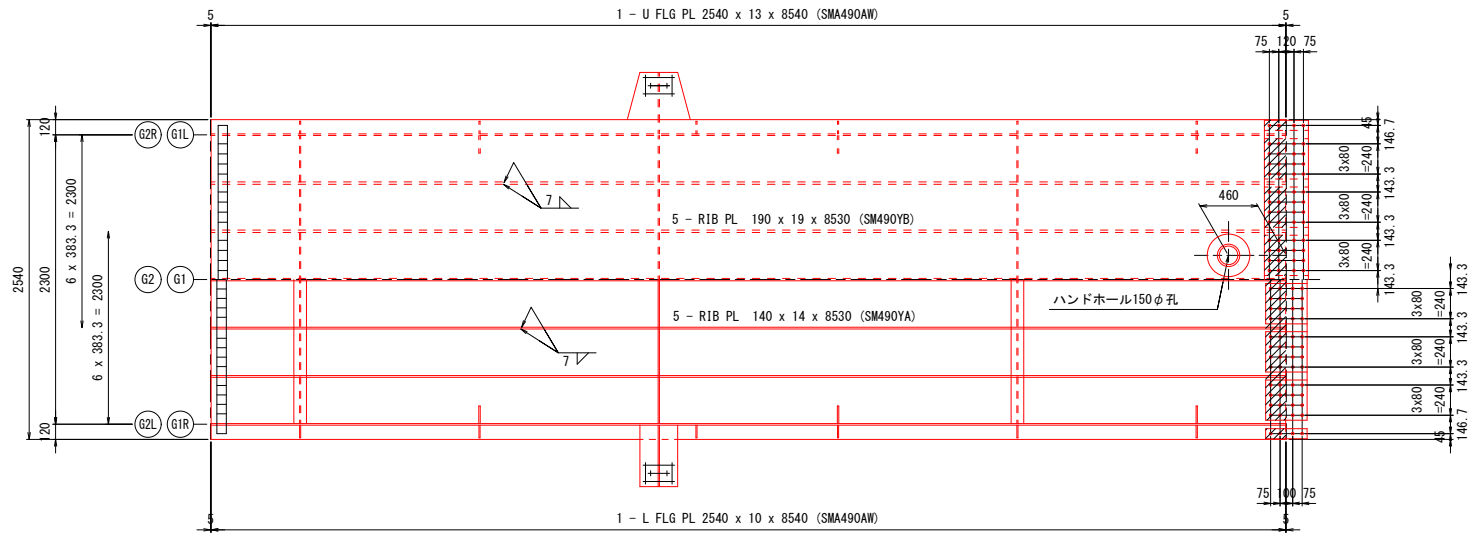 5
1 - U FLG PL 2540 x 13 x 8540 (SMA490AW)
5
75
120
75
120
G2R
G1L
45
146.7
3x80
=240
143.3
7
460
3x80
=240
5 - RIB PL 190 x 19 x 8530 (SM490YB)
143.3
6 x 383.3 = 2300
3x80
=240
2540
2300
G2
G1
143.3
143.3
ハンドホール150φ孔
3x80
=240
5 - RIB PL 140 x 14 x 8530 (SM490YA)
143.3
6 x 383.3 = 2300
7
3x80
=240
143.3
3x80
=240
G2L
G1R
120
45
146.7
75
100
75
5
1 - L FLG PL 2540 x 10 x 8540 (SMA490AW)
5